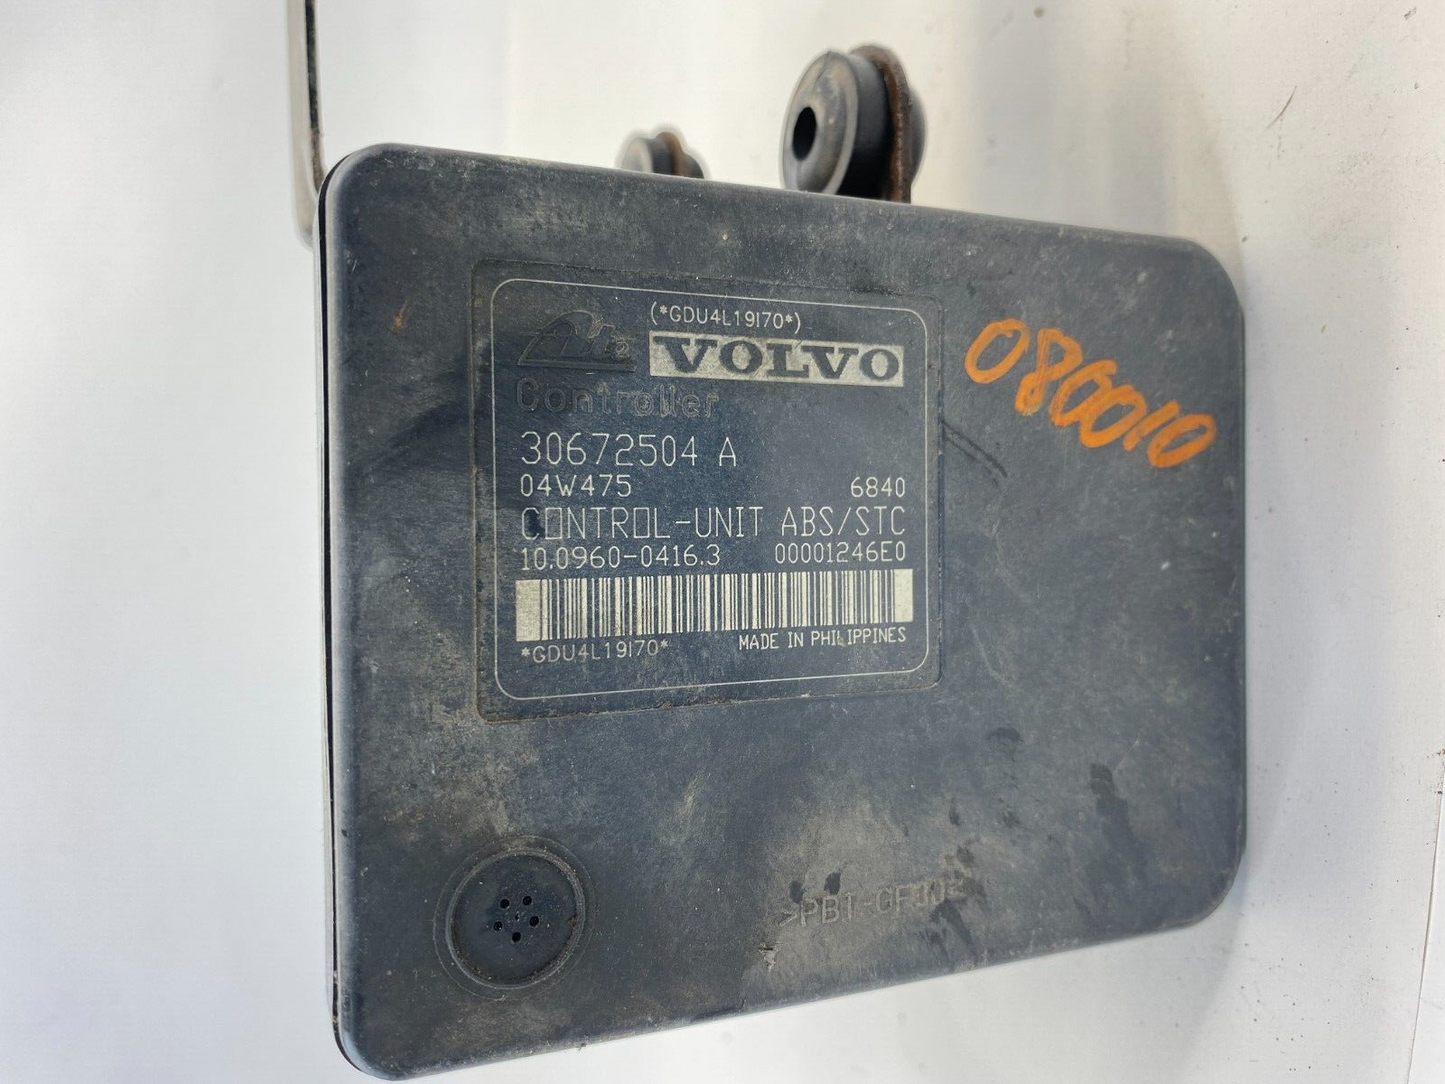 (*GDU4L19I70*)
Ate
VOLVO
Controller
30672504 A
04W475 6840
CONTROL-UNIT ABS/STC
10.0960-0416.3 00001246E0
*GDU4L19I70*
MADE IN PHILIPPINES
080010